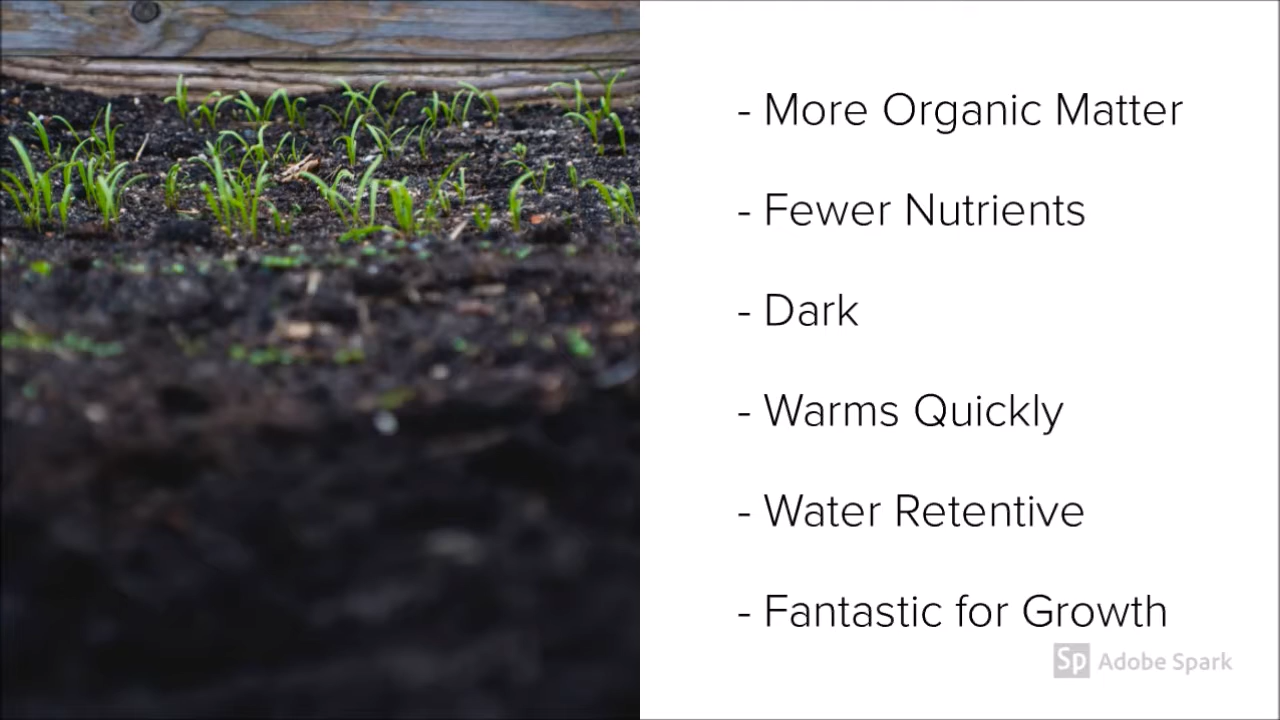 - More Organic Matter
- Fewer Nutrients
- Dark
- Warms Quickly
- Water Retentive
- Fantastic for Growth
Sp Adobe Spark